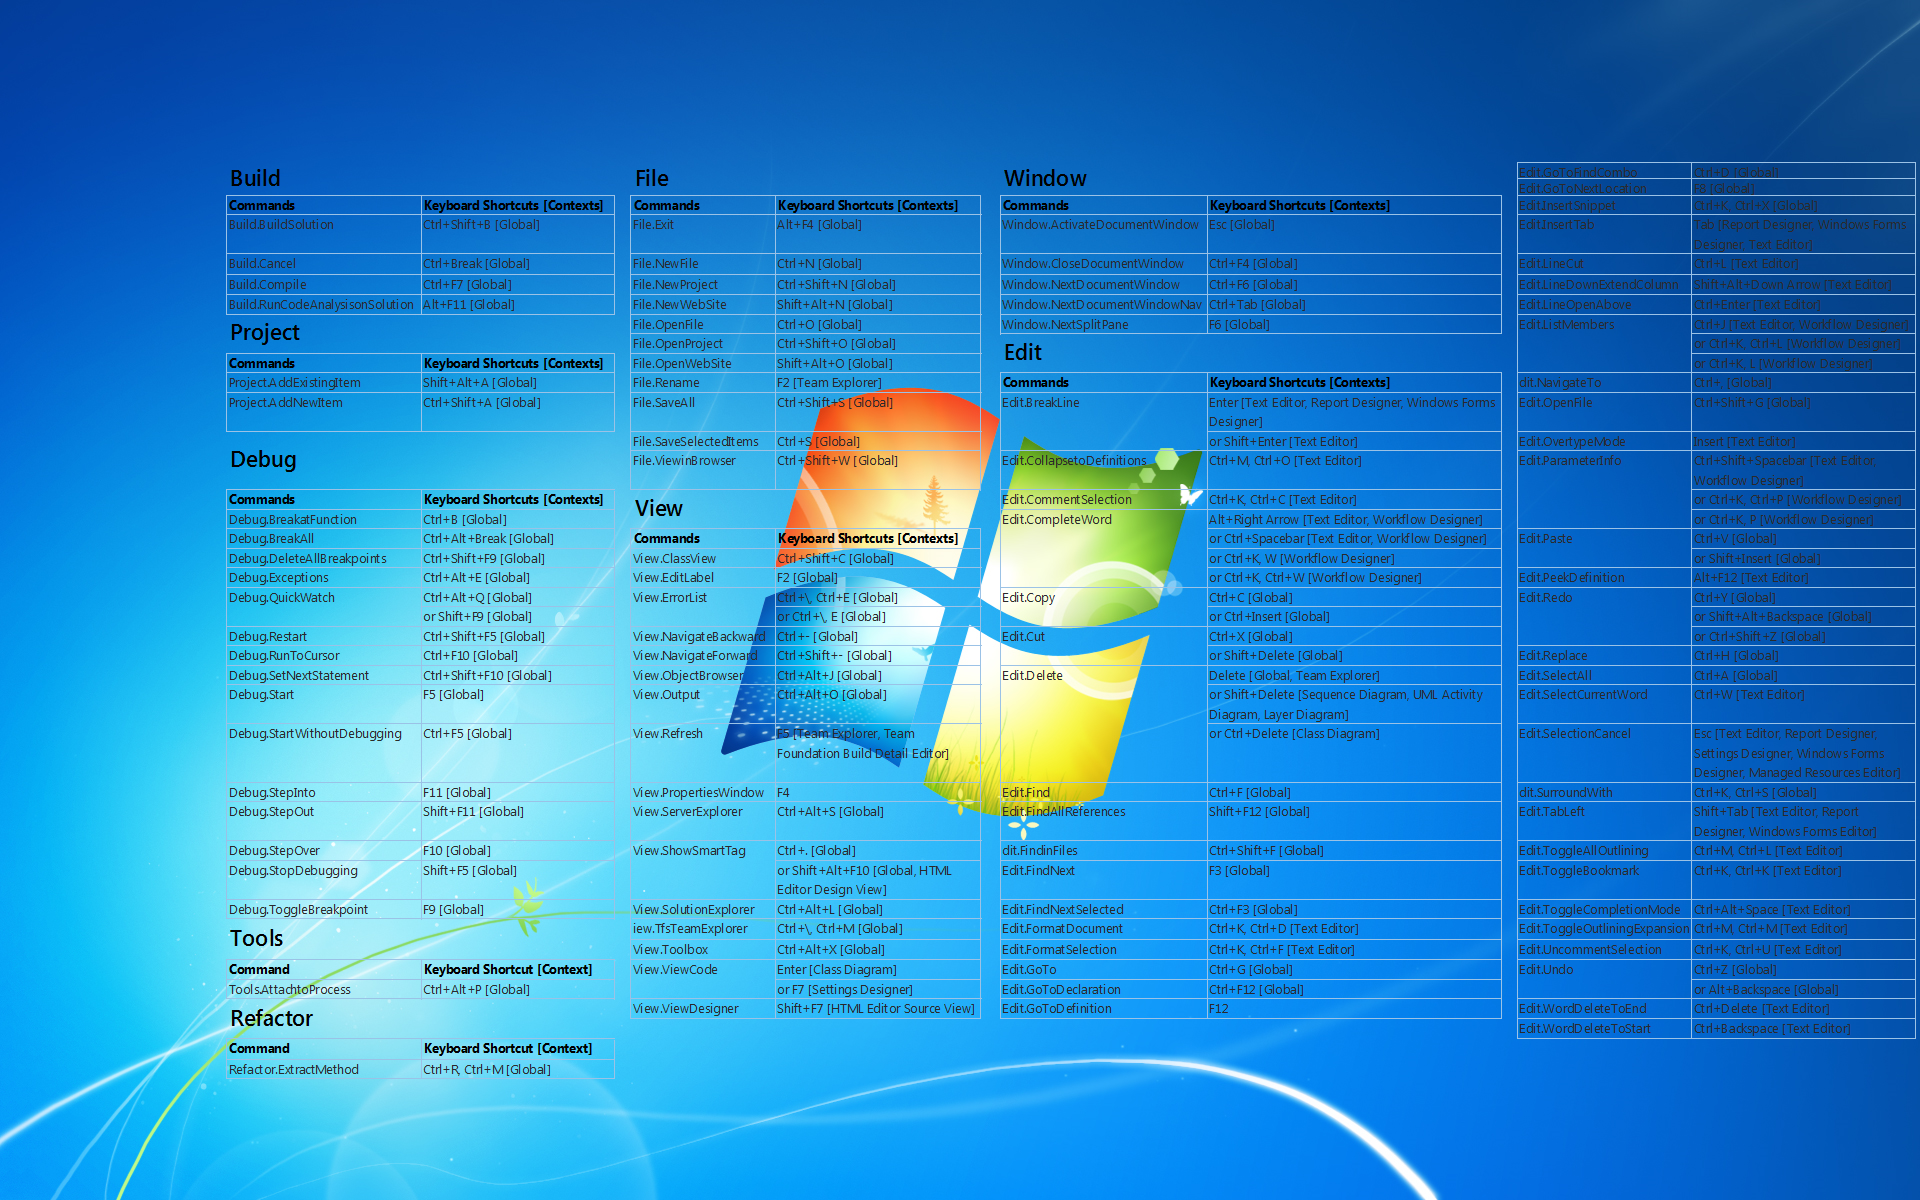 Build
Commands Keyboard Shortcuts [Contexts]
Build.BuildSolution Ctrl+Shift+B [Global]
Build.Cancel Ctrl+Break [Global]
Build.Compile Ctrl+F7 [Global]
Build.RunCodeAnalysisonSolution Alt+F11 [Global]
Project
Commands Keyboard Shortcuts [Contexts]
Project.AddExistingItem Shift+Alt+A [Global]
Project.AddNewItem Ctrl+Shift+A [Global]
Debug
Commands Keyboard Shortcuts [Contexts]
Debug.BreakatFunction Ctrl+B [Global]
Debug.BreakAll Ctrl+Alt+Break [Global]
Debug.DeleteAllBreakpoints Ctrl+Shift+F9 [Global]
Debug.Exceptions Ctrl+Alt+E [Global]
Debug.QuickWatch Ctrl+Alt+Q [Global]
or Shift+F9 [Global]
Debug.Restart Ctrl+Shift+F5 [Global]
Debug.RunToCursor Ctrl+F10 [Global]
Debug.SetNextStatement Ctrl+Shift+F10 [Global]
Debug.Start F5 [Global]
Debug.StartWithoutDebugging Ctrl+F5 [Global]
Debug.StepInto F11 [Global]
Debug.StepOut Shift+F11 [Global]
Debug.StepOver F10 [Global]
Debug.StopDebugging Shift+F5 [Global]
Debug.ToggleBreakpoint F9 [Global]
Tools
Command Keyboard Shortcut [Context]
Tools.AttachtoProcess Ctrl+Alt+P [Global]
Refactor
Command Keyboard Shortcut [Context]
Refactor.ExtractMethod Ctrl+R, Ctrl+M [Global]
File
Commands Keyboard Shortcuts [Contexts]
File.Exit Alt+F4 [Global]
File.NewFile Ctrl+N [Global]
File.NewProject Ctrl+Shift+N [Global]
File.NewWebSite Shift+Alt+N [Global]
File.OpenFile Ctrl+O [Global]
File.OpenProject Ctrl+Shift+O [Global]
File.OpenWebSite Shift+Alt+O [Global]
File.Rename F2 [Team Explorer]
File.SaveAll Ctrl+Shift+S [Global]
File.SaveSelectedItems Ctrl+S [Global]
File.ViewinBrowser Ctrl+Shift+W [Global]
View
Commands Keyboard Shortcuts [Contexts]
View.ClassView Ctrl+Shift+C [Global]
View.EditLabel F2 [Global]
View.ErrorList Ctrl+\, Ctrl+E [Global]
or Ctrl+\, E [Global]
View.NavigateBackward Ctrl+- [Global]
View.NavigateForward Ctrl+Shift+- [Global]
View.ObjectBrowser Ctrl+Alt+J [Global]
View.Output Ctrl+Alt+O [Global]
View.Refresh F5 [Team Explorer, Team
Foundation Build Detail Editor]
View.PropertiesWindow F4
View.ServerExplorer Ctrl+Alt+S [Global]
View.ShowSmartTag Ctrl+. [Global]
or Shift+Alt+F10 [Global, HTML
Editor Design View]
View.SolutionExplorer Ctrl+Alt+L [Global]
iew.TfsTeamExplorer Ctrl+\, Ctrl+M [Global]
View.Toolbox Ctrl+Alt+X [Global]
View.ViewCode Enter [Class Diagram]
or F7 [Settings Designer]
View.ViewDesigner Shift+F7 [HTML Editor Source View]
Window
Commands Keyboard Shortcuts [Contexts]
Window.ActivateDocumentWindow Esc [Global]
Window.CloseDocumentWindow Ctrl+F4 [Global]
Window.NextDocumentWindow Ctrl+F6 [Global]
Window.NextDocumentWindowNav Ctrl+Tab [Global]
Window.NextSplitPane F6 [Global]
Edit
Commands Keyboard Shortcuts [Contexts]
Edit.BreakLine Enter [Text Editor, Report Designer, Windows Forms
Designer]
or Shift+Enter [Text Editor]
Edit.CollapsetoDefinitions Ctrl+M, Ctrl+O [Text Editor]
Edit.CommentSelection Ctrl+K, Ctrl+C [Text Editor]
Edit.CompleteWord Alt+Right Arrow [Text Editor, Workflow Designer]
or Ctrl+Spacebar [Text Editor, Workflow Designer]
or Ctrl+K, W [Workflow Designer]
or Ctrl+K, Ctrl+W [Workflow Designer]
Edit.Copy Ctrl+C [Global]
or Ctrl+Insert [Global]
Edit.Cut Ctrl+X [Global]
or Shift+Delete [Global]
Edit.Delete Delete [Global, Team Explorer]
or Shift+Delete [Sequence Diagram, UML Activity
Diagram, Layer Diagram]
or Ctrl+Delete [Class Diagram]
Edit.Find Ctrl+F [Global]
Edit.FindAllReferences Shift+F12 [Global]
dit.FindinFiles Ctrl+Shift+F [Global]
Edit.FindNext F3 [Global]
Edit.FindNextSelected Ctrl+F3 [Global]
Edit.FormatDocument Ctrl+K, Ctrl+D [Text Editor]
Edit.FormatSelection Ctrl+K, Ctrl+F [Text Editor]
Edit.GoTo Ctrl+G [Global]
Edit.GoToDeclaration Ctrl+F12 [Global]
Edit.GoToDefinition F12
Edit.GoToFindCombo Ctrl+D [Global]
Edit.GoToNextLocation F8 [Global]
Edit.InsertSnippet Ctrl+K, Ctrl+X [Global]
Edit.InsertTab Tab [Report Designer, Windows Forms
Designer, Text Editor]
Edit.LineCut Ctrl+L [Text Editor]
Edit.LineDownExtendColumn Shift+Alt+Down Arrow [Text Editor]
Edit.LineOpenAbove Ctrl+Enter [Text Editor]
Edit.ListMembers Ctrl+J [Text Editor, Workflow Designer]
or Ctrl+K, Ctrl+L [Workflow Designer]
or Ctrl+K, L [Workflow Designer]
dit.NavigateTo Ctrl+, [Global]
Edit.OpenFile Ctrl+Shift+G [Global]
Edit.OvertypeMode Insert [Text Editor]
Edit.ParameterInfo Ctrl+Shift+Spacebar [Text Editor,
Workflow Designer]
or Ctrl+K, Ctrl+P [Workflow Designer]
or Ctrl+K, P [Workflow Designer]
Edit.Paste Ctrl+V [Global]
or Shift+Insert [Global]
Edit.PeekDefinition Alt+F12 [Text Editor]
Edit.Redo Ctrl+Y [Global]
or Shift+Alt+Backspace [Global]
or Ctrl+Shift+Z [Global]
Edit.Replace Ctrl+H [Global]
Edit.SelectAll Ctrl+A [Global]
Edit.SelectCurrentWord Ctrl+W [Text Editor]
Edit.SelectionCancel Esc [Text Editor, Report Designer,
Settings Designer, Windows Forms
Designer, Managed Resources Editor]
dit.SurroundWith Ctrl+K, Ctrl+S [Global]
Edit.TabLeft Shift+Tab [Text Editor, Report
Designer, Windows Forms Editor]
Edit.ToggleAllOutlining Ctrl+M, Ctrl+L [Text Editor]
Edit.ToggleBookmark Ctrl+K, Ctrl+K [Text Editor]
Edit.ToggleCompletionMode Ctrl+Alt+Space [Text Editor]
Edit.ToggleOutliningExpansion Ctrl+M, Ctrl+M [Text Editor]
Edit.UncommentSelection Ctrl+K, Ctrl+U [Text Editor]
Edit.Undo Ctrl+Z [Global]
or Alt+Backspace [Global]
Edit.WordDeleteToEnd Ctrl+Delete [Text Editor]
Edit.WordDeleteToStart Ctrl+Backspace [Text Editor]